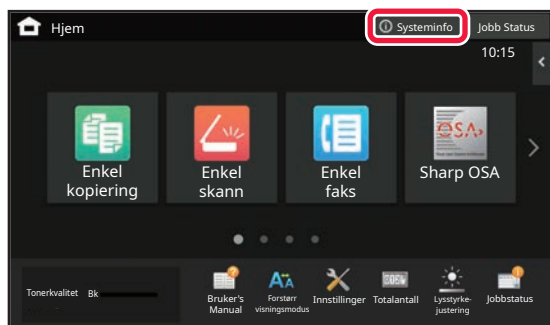 Hjem
Systeminfo
Jobb Status
10:15
Enkel
kopiering
Enkel
skann
Enkel
faks
ØSA
Sharp OSA
Tonerkvalitet Bk
Bruker's
Manual
Forstørr
visningsmodus
Innstillinger
Totalantall
Lysstyrke-
justering
Jobbstatus